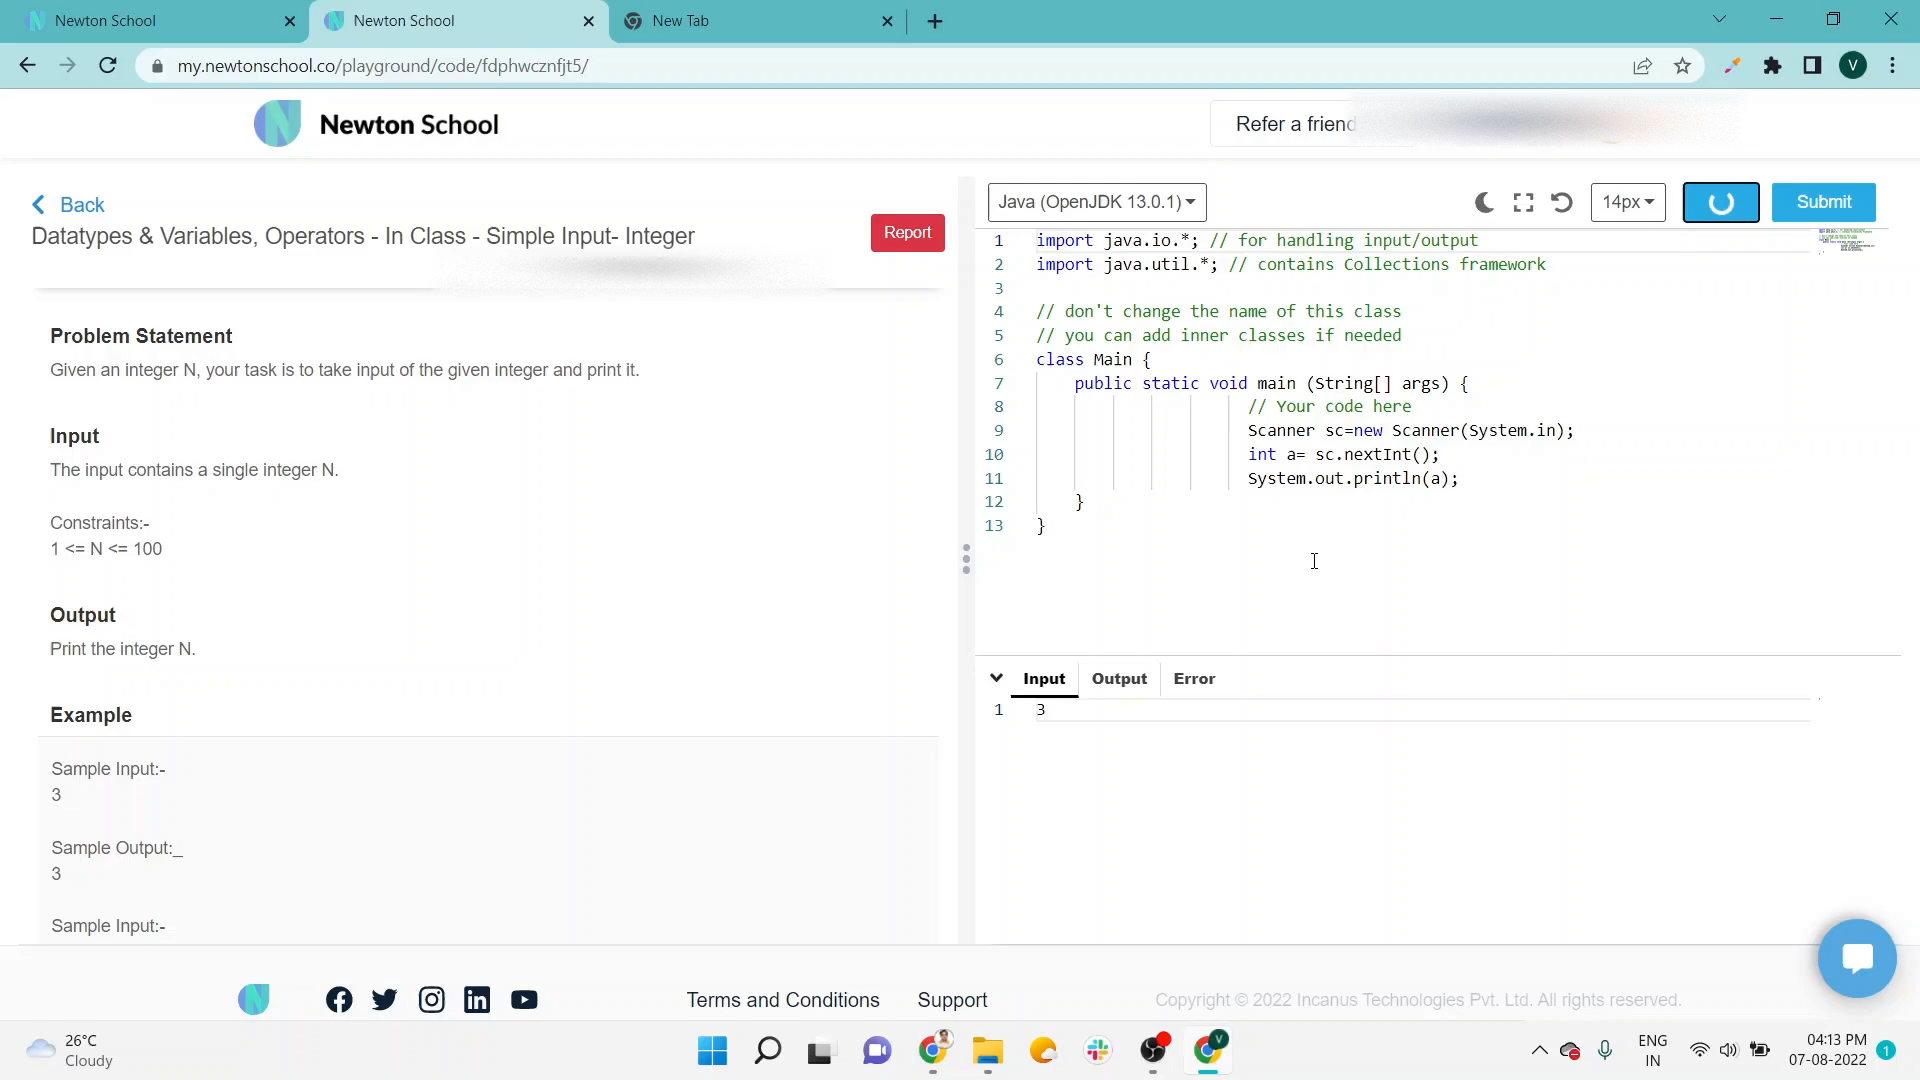 Newton School
Newton School
New Tab
my.newtonschool.co/playground/code/fdphwcznfjt5/
V
Newton School
Refer a friend
Back
Datatypes & Variables, Operators - In Class - Simple Input- Integer
Report
Problem Statement
Given an integer N, your task is to take input of the given integer and print it.
Input
The input contains a single integer N.
Constraints:-
1 <= N <= 100
Output
Print the integer N.
Example
Sample Input:-
3
Sample Output:_
3
Sample Input:-
Java (OpenJDK 13.0.1)
14px
Submit
1 import java.io.*; // for handling input/output
2 import java.util.*; // contains Collections framework
3
4 // don't change the name of this class
5 // you can add inner classes if needed
6 class Main {
7 public static void main (String[] args) {
8 // Your code here
9 Scanner sc=new Scanner(System.in);
10 int a= sc.nextInt();
11 System.out.println(a);
12 }
13 }
Input Output Error
1 3
Terms and Conditions Support Copyright © 2022 Incanus Technologies Pvt. Ltd. All rights reserved.
26°C
Cloudy
V
ENG
IN
04:13 PM
07-08-2022
1